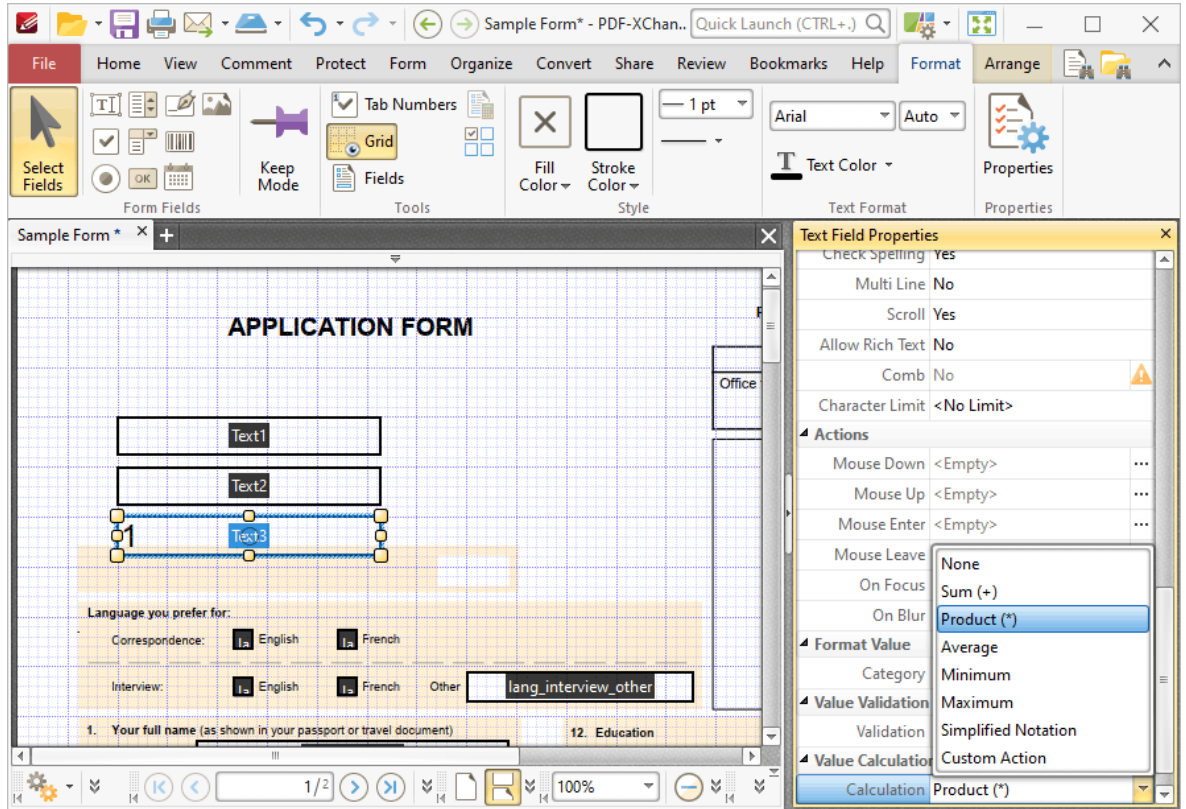 Sample Form* - PDF-XChan..
Quick Launch (CTRL+.)
File Home View Comment Protect Form Organize Convert Share Review Bookmarks Help Format Arrange
Select Fields
OK
Form Fields
Keep Mode
Tab Numbers
Grid
Fields
Tools
Fill Color
Stroke Color
1 pt
Style
Arial
Auto
Text Color
Text Format
Properties
Properties
Sample Form *
APPLICATION FORM
Office
Text1
Text2
1
Text3
Language you prefer for:
Correspondence: English French
Interview: English French Other lang_interview_other
1. Your full name (as shown in your passport or travel document)
12. Education
1/2
100%
Text Field Properties
Check Spelling Yes
Multi Line No
Scroll Yes
Allow Rich Text No
Comb No
Character Limit <No Limit>
Actions
Mouse Down <Empty> ...
Mouse Up <Empty> ...
Mouse Enter <Empty> ...
Mouse Leave
On Focus
On Blur
Format Value
Category
Value Validation
Validation
Value Calculation
Calculation Product (*)
None
Sum (+)
Product (*)
Average
Minimum
Maximum
Simplified Notation
Custom Action